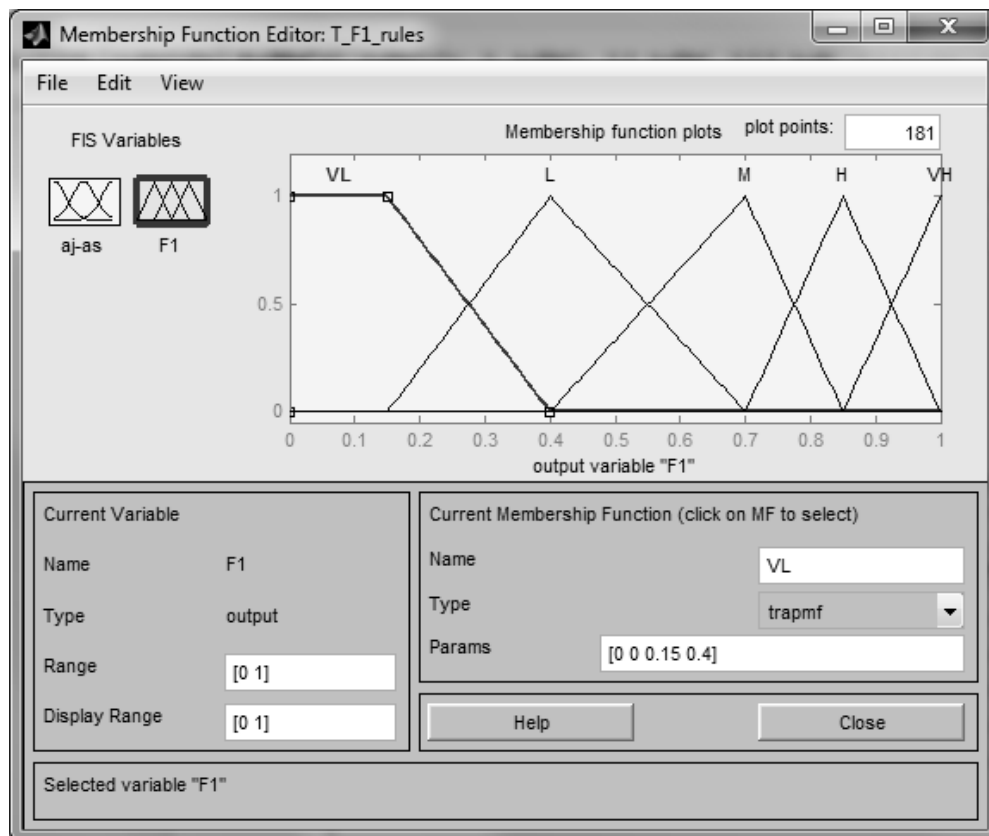 Membership Function Editor: T_F1_rules
File Edit View
FIS Variables
Membership function plots plot points: 181
VL L M H VH
aj-as F1
1
0.5
0
0 0.1 0.2 0.3 0.4 0.5 0.6 0.7 0.8 0.9 1
output variable "F1"
Current Variable
Name F1
Type output
Range [0 1]
Display Range [0 1]
Current Membership Function (click on MF to select)
Name VL
Type trapmf
Params [0 0 0.15 0.4]
Help Close
Selected variable "F1"